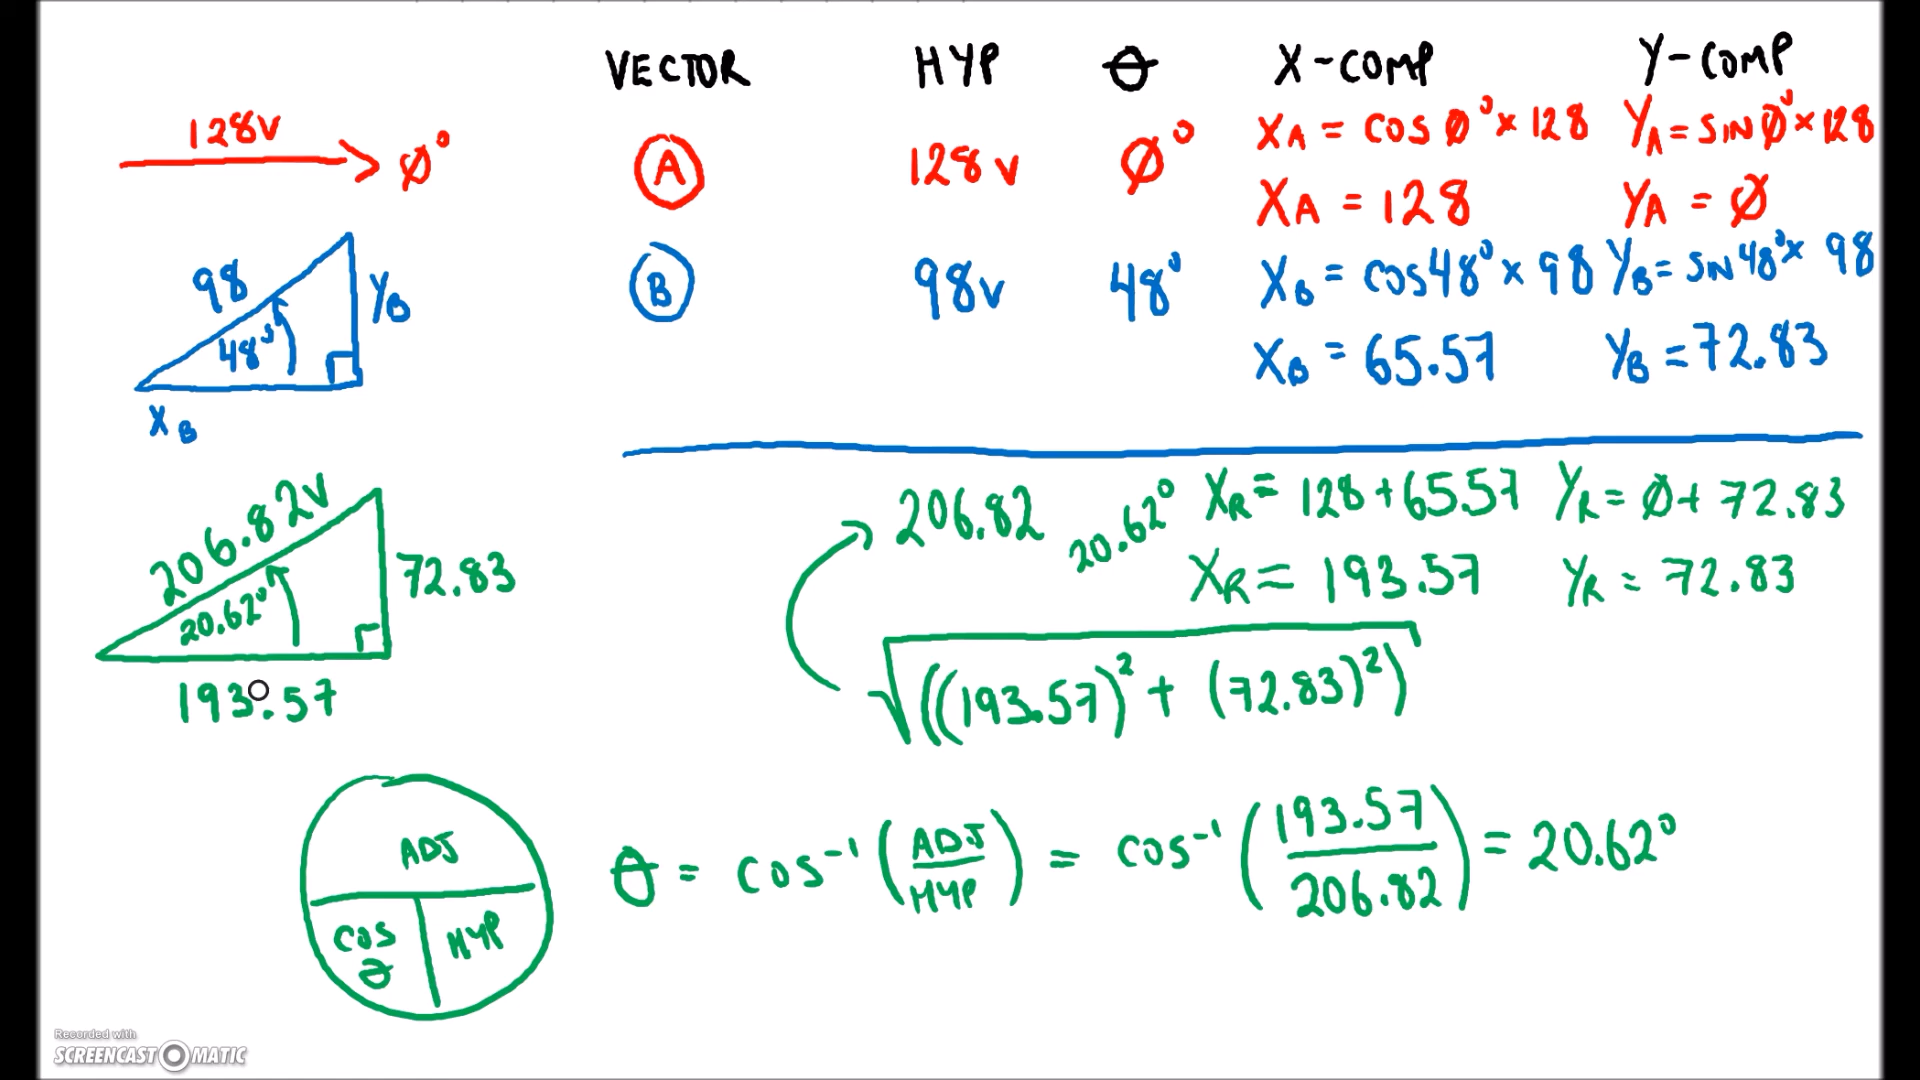 VECTOR HYP θ X-COMP Y-COMP
128V
Ø°
A 128V Ø° XA = COS Ø° × 128 YA = SIN Ø° × 128
XA = 128 YA = Ø
98
48°
YB
XB
B 98V 48° XB = COS48° × 98 YB = SIN 48° × 98
XB = 65.57 YB = 72.83
206.82V
20.62°
72.83
193.57
206.82 20.62° XR = 128 + 65.57 YR = Ø + 72.83
XR = 193.57 YR = 72.83
√((193.57)² + (72.83)²)
ADJ
COS θ HYP
θ = COS⁻¹ (ADJ/HYP) = COS⁻¹ (193.57/206.82) = 20.62°
Recorded with
SCREENCAST O MATIC